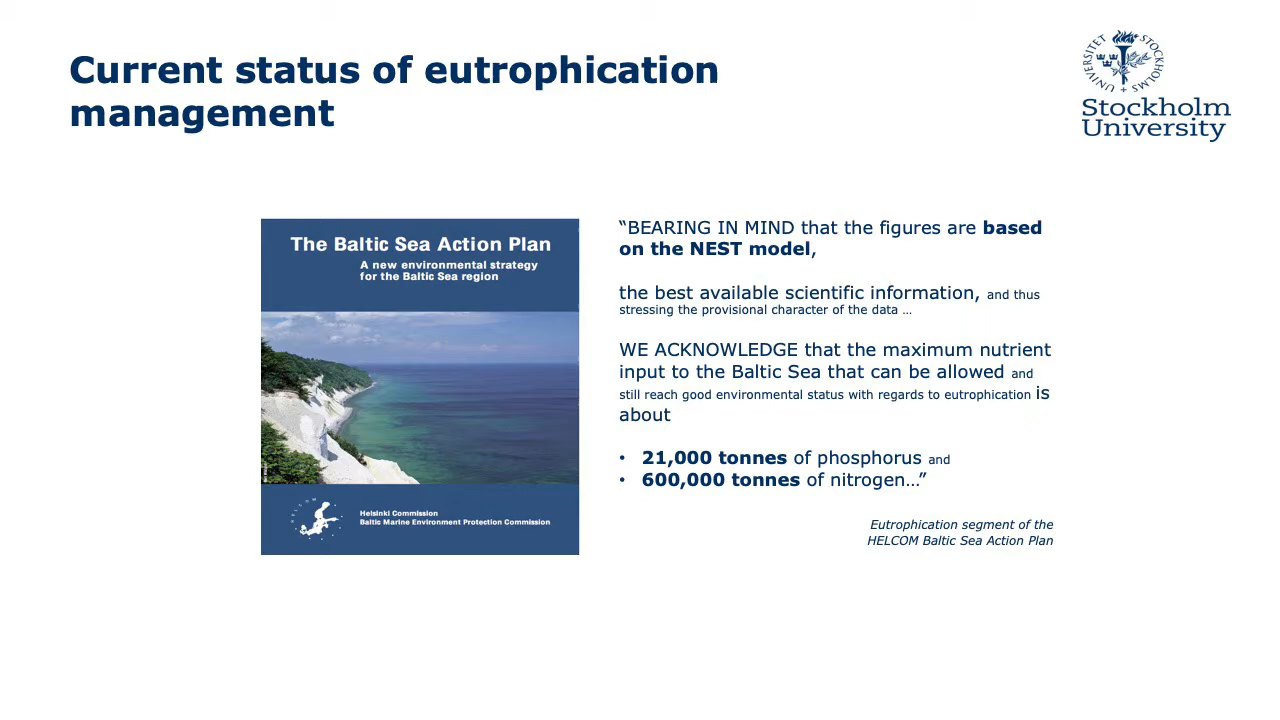 Current status of eutrophication
management
STOCKHOLMS UNIVERSITET
Stockholm
University
The Baltic Sea Action Plan
A new environmental strategy
for the Baltic Sea region
HELCOM
Helsinki Commission
Baltic Marine Environment Protection Commission
“BEARING IN MIND that the figures are based
on the NEST model,
the best available scientific information, and thus
stressing the provisional character of the data …
WE ACKNOWLEDGE that the maximum nutrient
input to the Baltic Sea that can be allowed and
still reach good environmental status with regards to eutrophication is
about
• 21,000 tonnes of phosphorus and
• 600,000 tonnes of nitrogen…”
Eutrophication segment of the
HELCOM Baltic Sea Action Plan